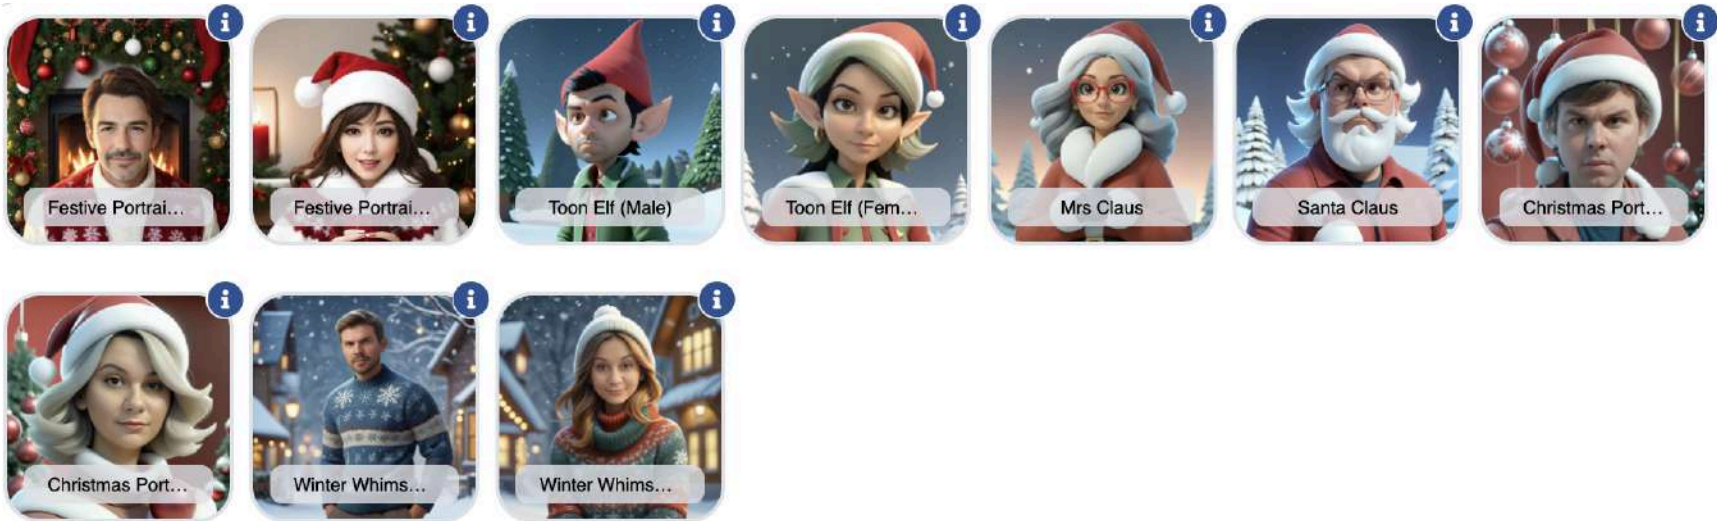 Festive Portrai...
Festive Portrai...
Toon Elf (Male)
Toon Elf (Fem...
Mrs Claus
Santa Claus
Christmas Port...
Christmas Port...
Winter Whims...
Winter Whims...